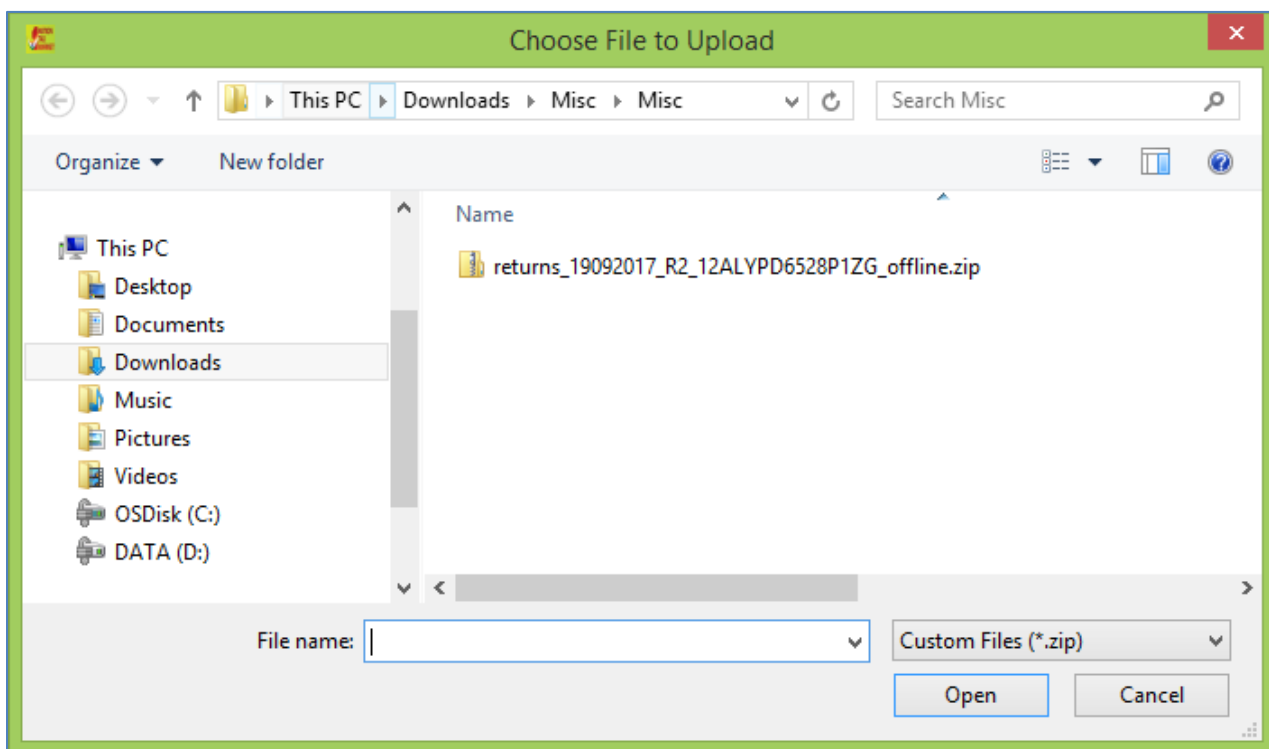 Choose File to Upload
This PC Downloads Misc Misc Search Misc
Organize New folder
Name
This PC
returns_19092017_R2_12ALYPD6528P1ZG_offline.zip
Desktop
Documents
Downloads
Music
Pictures
Videos
OSDisk (C:)
DATA (D:)
File name: Custom Files (*.zip)
Open Cancel